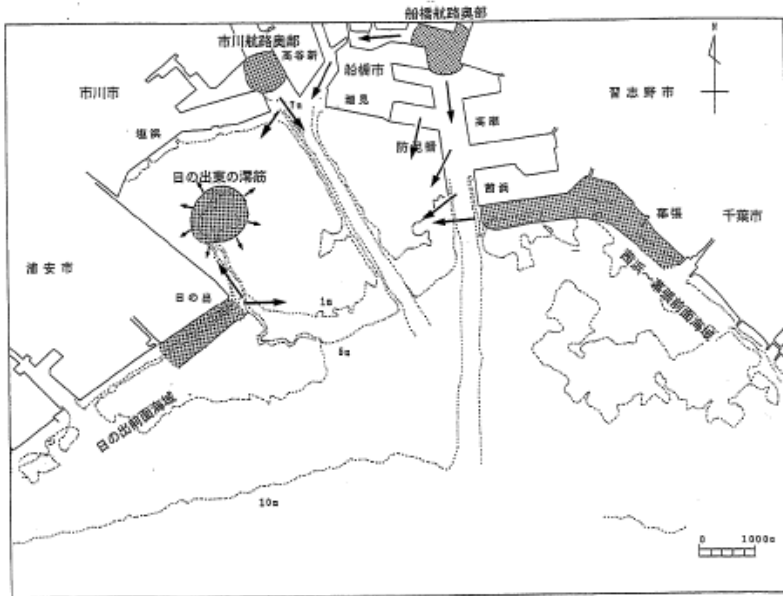 船橋航路奥部
市川航路奥部
高谷新
船橋市
N
市川市
習志野市
潮見
7m
塩浜
高瀬
防泥柵
日の出東の澪筋
茜浜
幕張
千葉市
浦安市
日の出
1m
茜浜〜幕張前面海域
5m
日の出前面海域
10m
0 1000m